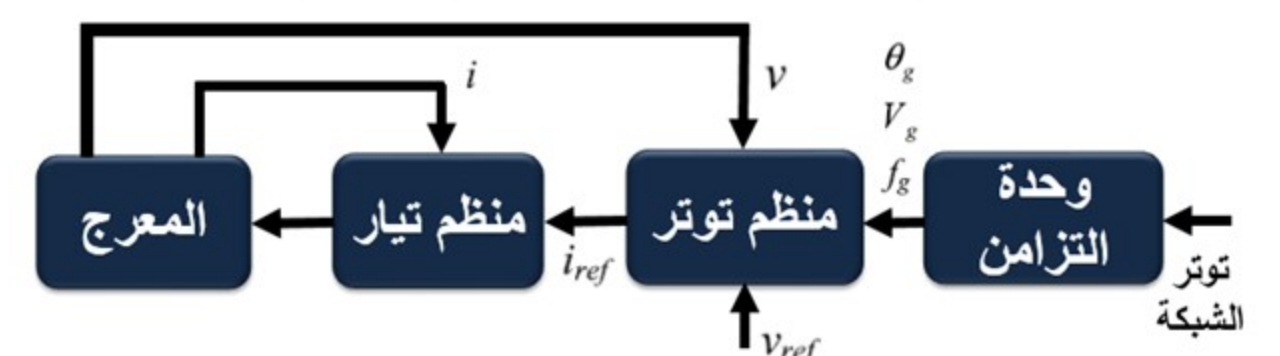 i
v
θg
Vg
fg
وحدة
التزامن
منظم توتر
منظم تيار
المعرج
iref
توتر
الشبكة
vref